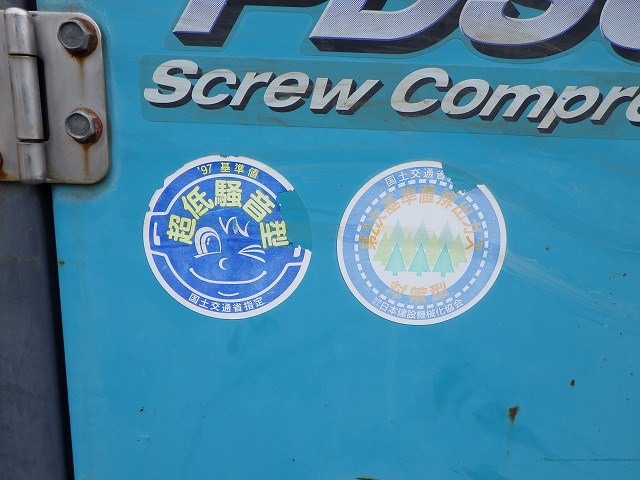 Screw Compre
'97 基準値
超低騒音型
国土交通省指定
国土交通省
第2次基準値排出ガス
対策型
日本建設機械化協会